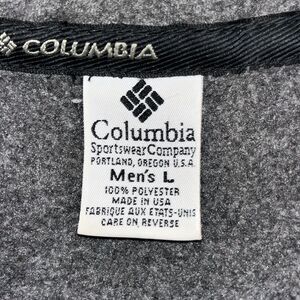 COLUMBIA
Columbia
Sportswear Company
PORTLAND, OREGON U.S.A.
Men's L
100% POLYESTER
MADE IN USA
FABRIQUE AUX ETATS-UNIS
CARE ON REVERSE